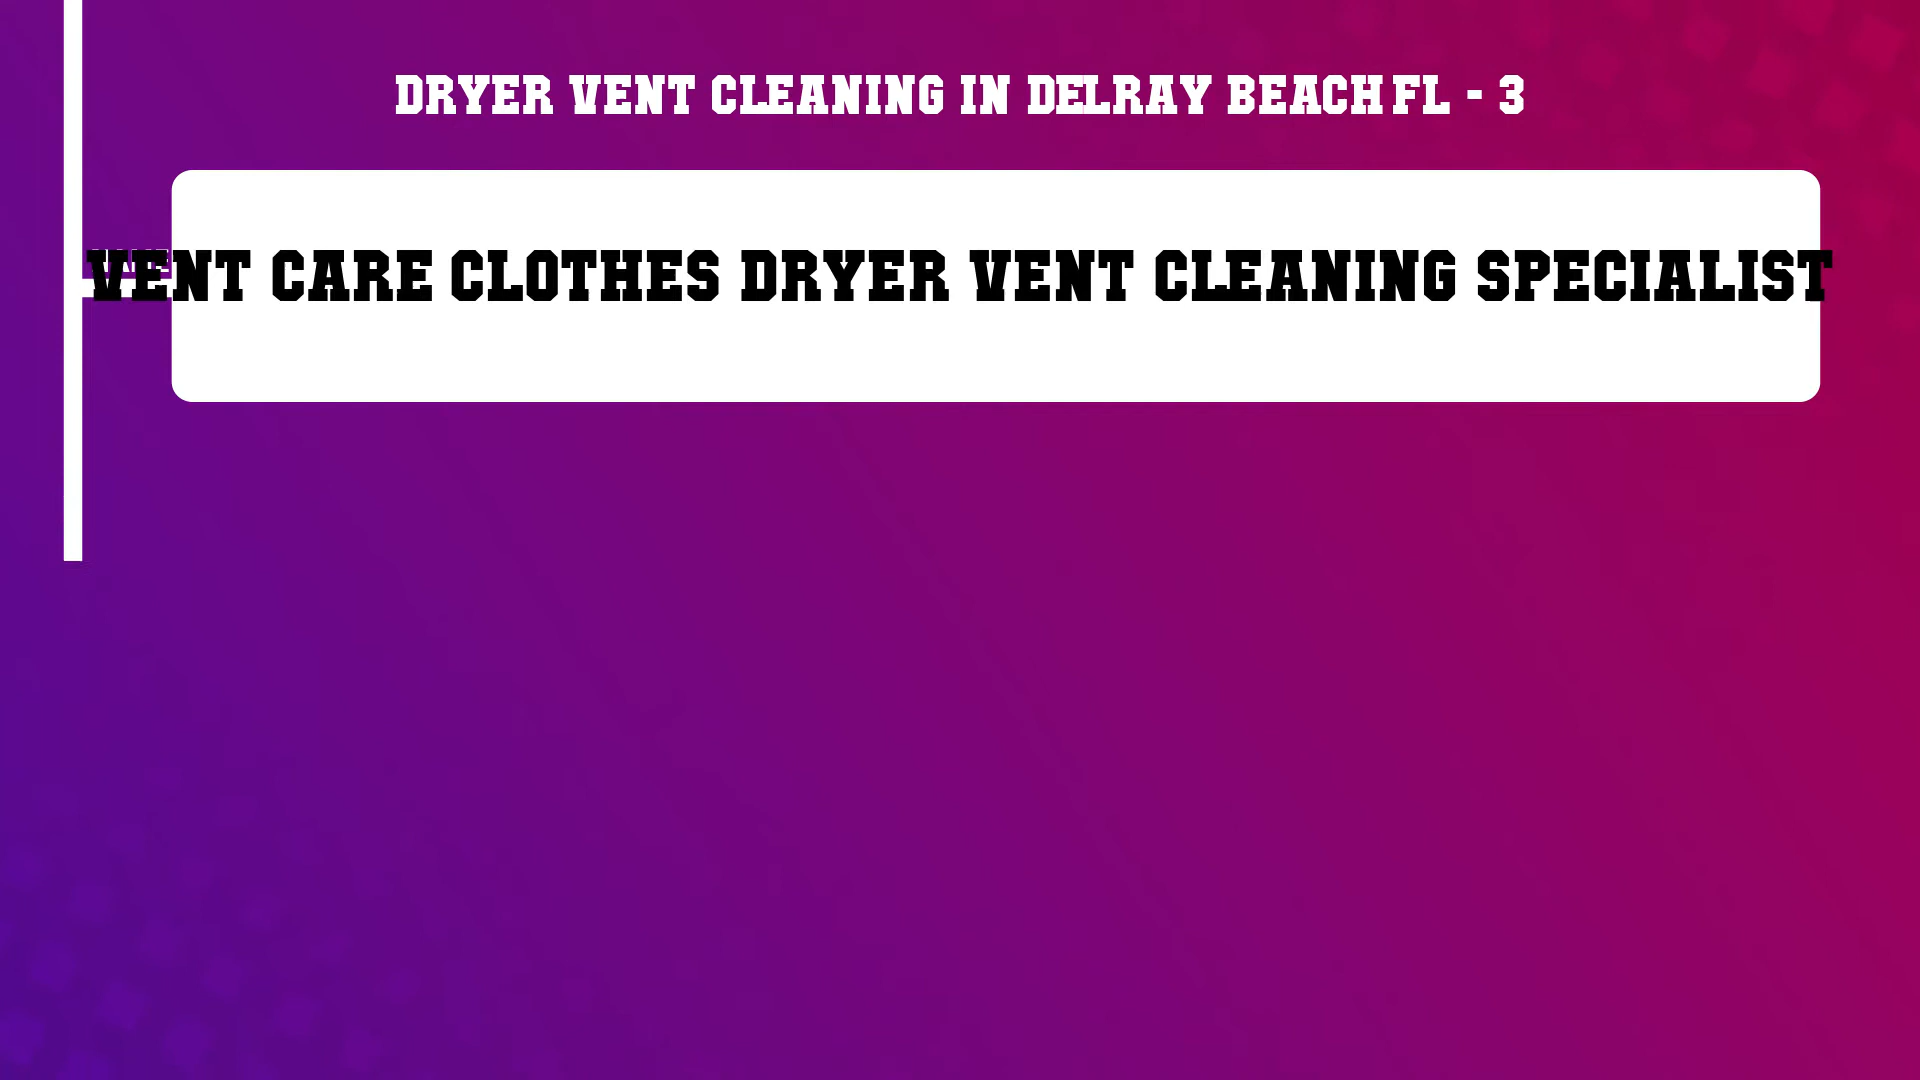 DRYER VENT CLEANING IN DELRAY BEACH FL - 3
VENT CARE CLOTHES DRYER VENT CLEANING SPECIALIST